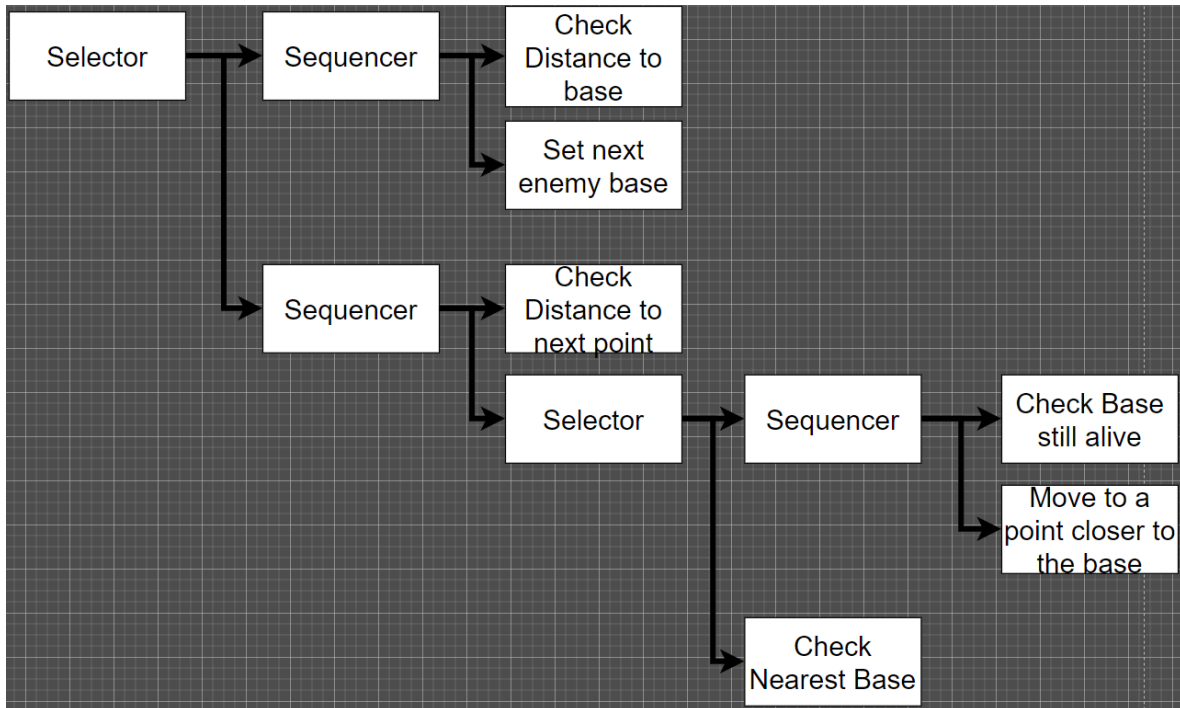 Selector
Sequencer
Check
Distance to
base
Set next
enemy base
Sequencer
Check
Distance to
next point
Selector
Sequencer
Check Base
still alive
Move to a
point closer to
the base
Check
Nearest Base